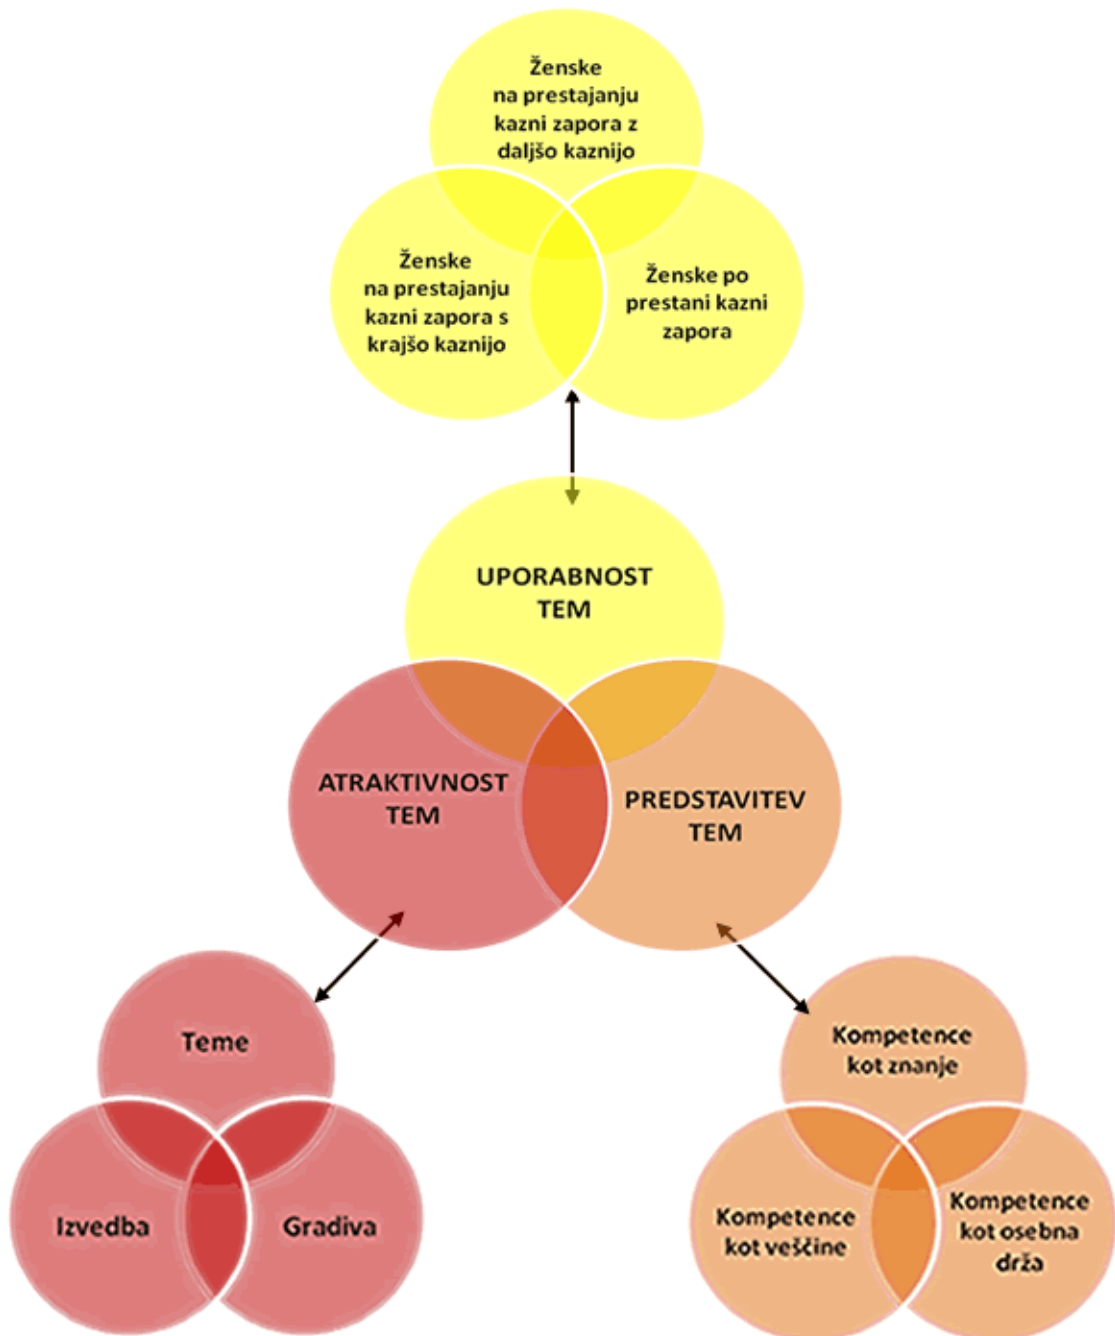 Ženske
na prestajanju
kazni zapora z
daljšo kaznijo
Ženske
na prestajanju
kazni zapora s
krajšo kaznijo
Ženske po
prestani kazni
zapora
UPORABNOST
TEM
ATRAKTIVNOST
TEM
PREDSTAVITEV
TEM
Teme
Izvedba
Gradiva
Kompetence
kot znanje
Kompetence
kot veščine
Kompetence
kot osebna
drža